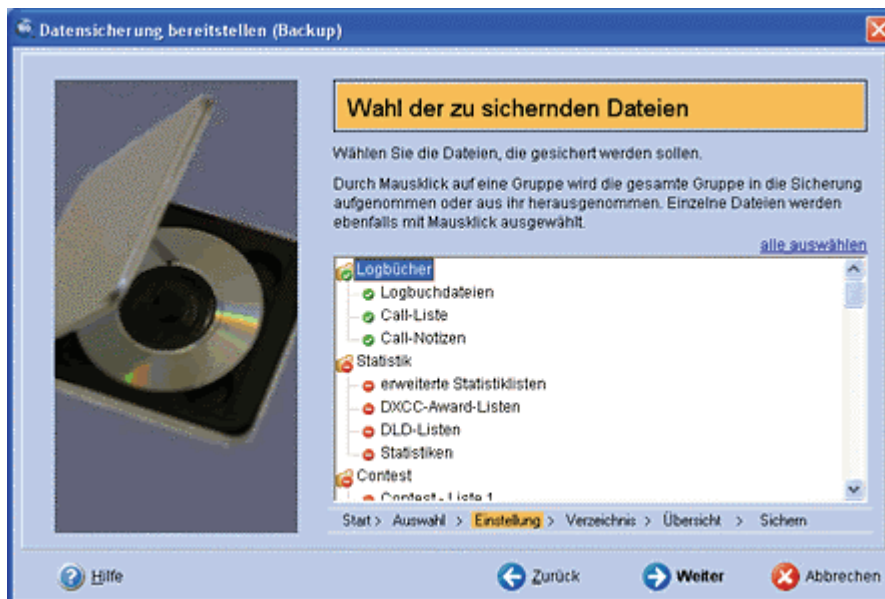 Datensicherung bereitstellen (Backup)
Wahl der zu sichernden Dateien
Wählen Sie die Dateien, die gesichert werden sollen.
Durch Mausklick auf eine Gruppe wird die gesamte Gruppe in die Sicherung
aufgenommen oder aus ihr herausgenommen. Einzelne Dateien werden
ebenfalls mit Mausklick ausgewählt.
alle auswählen
Logbücher
Logbuchdateien
Call-Liste
Call-Notizen
Statistik
erweiterte Statistiklisten
DXCC-Award-Listen
DLD-Listen
Statistiken
Contest
Contest - Liste 1
Start > Auswahl > Einstellung > Verzeichnis > Übersicht > Sichern
Hilfe Zurück Weiter Abbrechen